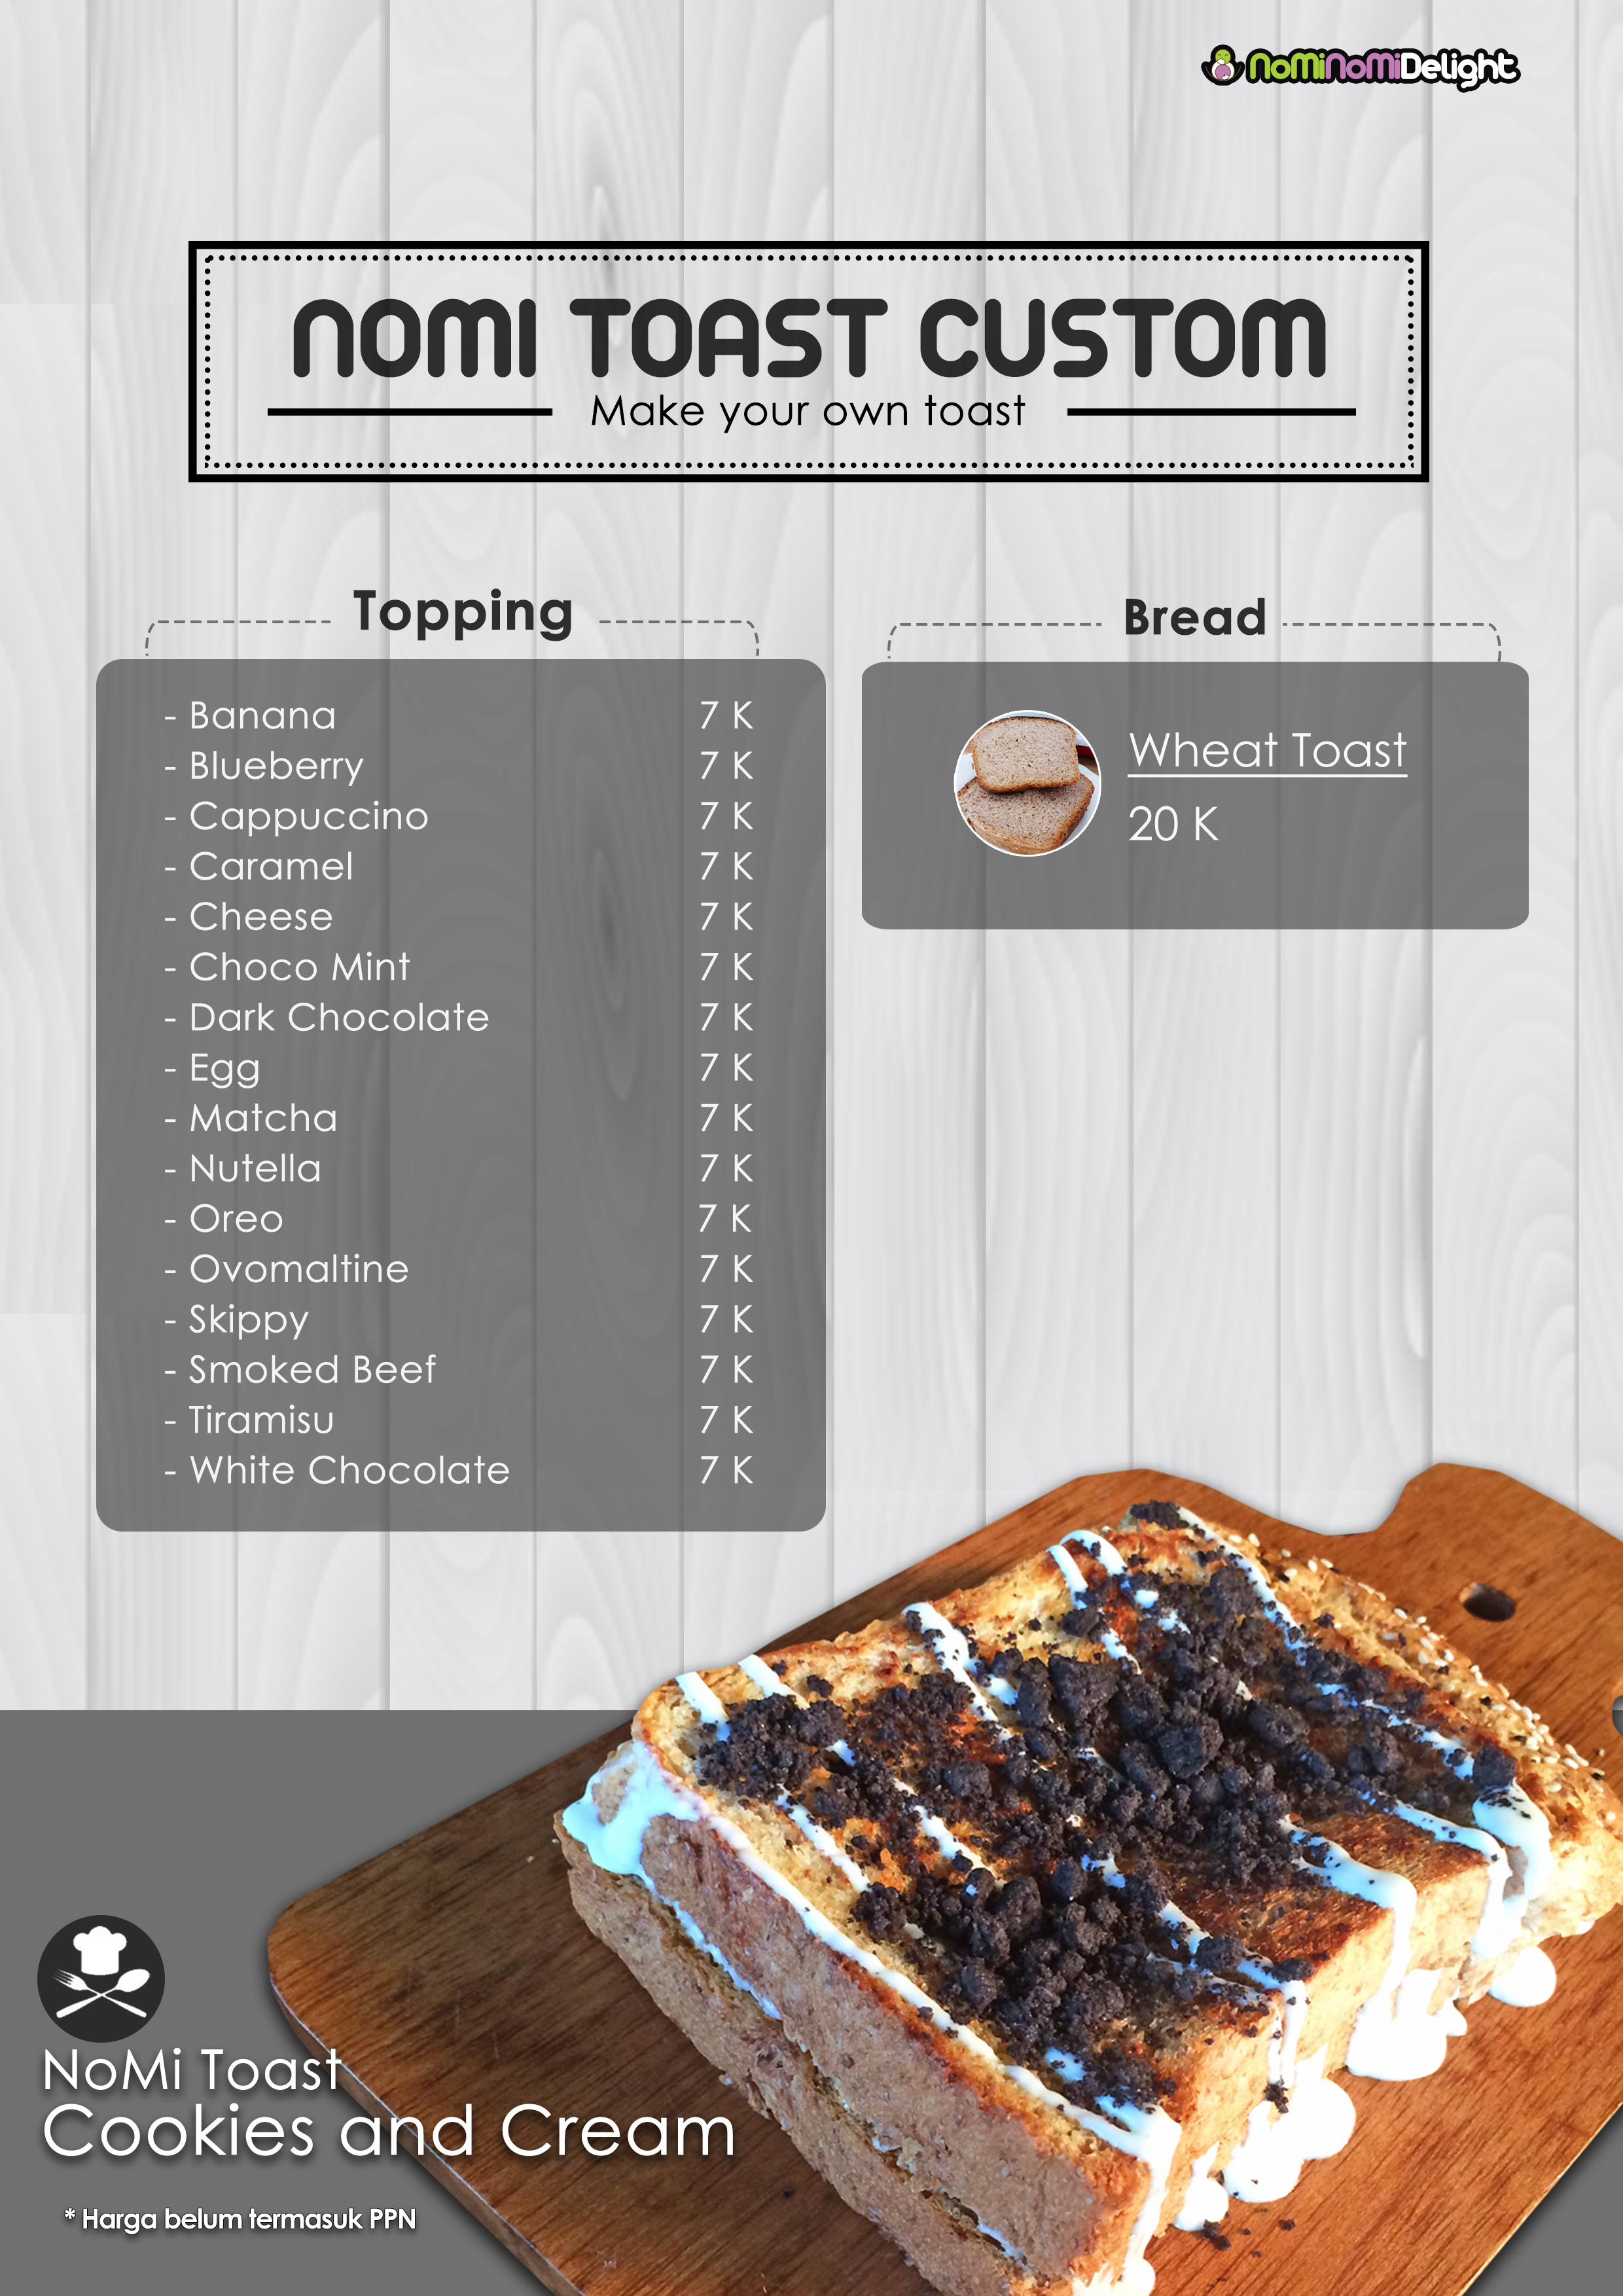 NomiNomiDelight
NOMI TOAST CUSTOM
Make your own toast
Topping
- Banana 7 K
- Blueberry 7 K
- Cappuccino 7 K
- Caramel 7 K
- Cheese 7 K
- Choco Mint 7 K
- Dark Chocolate 7 K
- Egg 7 K
- Matcha 7 K
- Nutella 7 K
- Oreo 7 K
- Ovomaltine 7 K
- Skippy 7 K
- Smoked Beef 7 K
- Tiramisu 7 K
- White Chocolate 7 K
Bread
Wheat Toast
20 K
NoMi Toast
Cookies and Cream
* Harga belum termasuk PPN